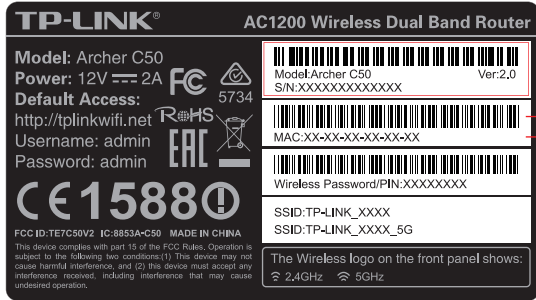 TP-LINK®
AC1200 Wireless Dual Band Router
Model: Archer C50
Power: 12V 2A
Default Access:
http://tplinkwifi.net
Username: admin
Password: admin
FC
5734
RoHS
EAC
CE1588
FCC ID:TE7C50V2 IC:8853A-C50 MADE IN CHINA
This device complies with part 15 of the FCC Rules, Operation is
subject to the following two conditions:(1) This device may not
cause harmful interference, and (2) this device must accept any
interference received, including interference that may cause
undesired operation.
Model:Archer C50 Ver:2.0
S/N:XXXXXXXXXXXXX
MAC:XX-XX-XX-XX-XX-XX
Wireless Password/PIN:XXXXXXXX
SSID:TP-LINK_XXXX
SSID:TP-LINK_XXXX_5G
The Wireless logo on the front panel shows:
2.4GHz 5GHz